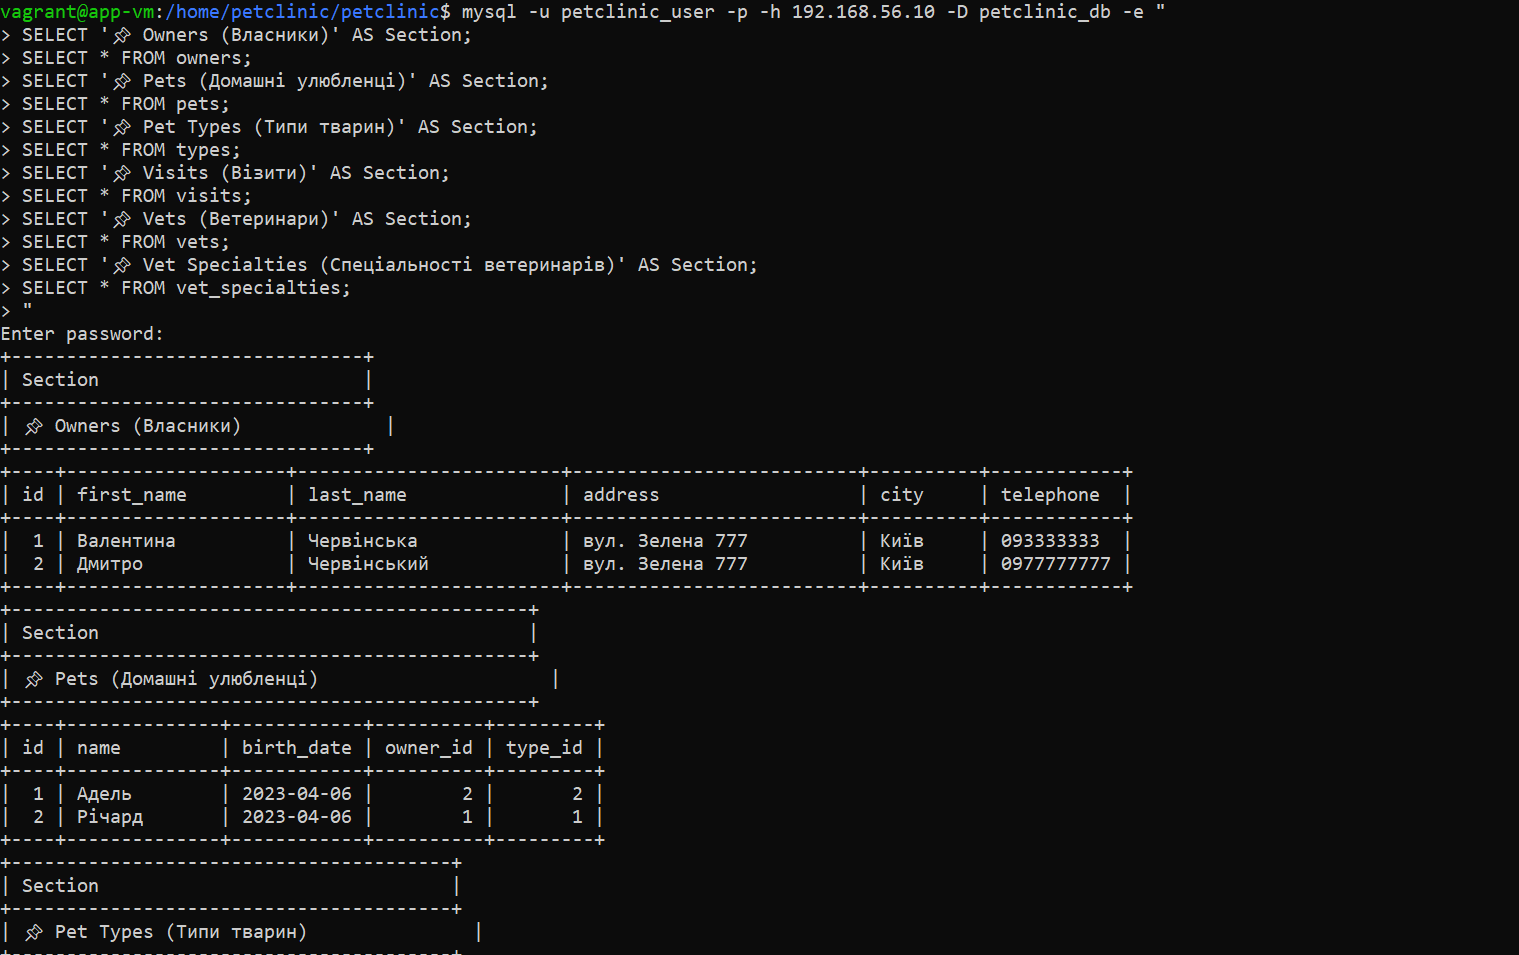 vagrant@app-vm:/home/petclinic/petclinic$ mysql -u petclinic_user -p -h 192.168.56.10 -D petclinic_db -e "
> SELECT '📌 Owners (Власники)' AS Section;
> SELECT * FROM owners;
> SELECT '📌 Pets (Домашні улюбленці)' AS Section;
> SELECT * FROM pets;
> SELECT '📌 Pet Types (Типи тварин)' AS Section;
> SELECT * FROM types;
> SELECT '📌 Visits (Візити)' AS Section;
> SELECT * FROM visits;
> SELECT '📌 Vets (Ветеринари)' AS Section;
> SELECT * FROM vets;
> SELECT '📌 Vet Specialties (Спеціальності ветеринарів)' AS Section;
> SELECT * FROM vet_specialties;
> "
Enter password:
+--------------------------------+
| Section                        |
+--------------------------------+
| 📌 Owners (Власники)             |
+--------------------------------+
+----+--------------------+------------------------+--------------------------+----------+------------+
| id | first_name         | last_name              | address                  | city     | telephone  |
+----+--------------------+------------------------+--------------------------+----------+------------+
|  1 | Валентина          | Червінська             | вул. Зелена 777          | Київ     | 093333333  |
|  2 | Дмитро             | Червінський            | вул. Зелена 777          | Київ     | 0977777777 |
+----+--------------------+------------------------+--------------------------+----------+------------+
+-----------------------------------------------+
| Section                                       |
+-----------------------------------------------+
| 📌 Pets (Домашні улюбленці)                     |
+-----------------------------------------------+
+----+--------------+------------+----------+---------+
| id | name         | birth_date | owner_id | type_id |
+----+--------------+------------+----------+---------+
|  1 | Адель        | 2023-04-06 |        2 |       2 |
|  2 | Річард       | 2023-04-06 |        1 |       1 |
+----+--------------+------------+----------+---------+
+----------------------------------------+
| Section                                |
+----------------------------------------+
| 📌 Pet Types (Типи тварин)               |
+----------------------------------------+